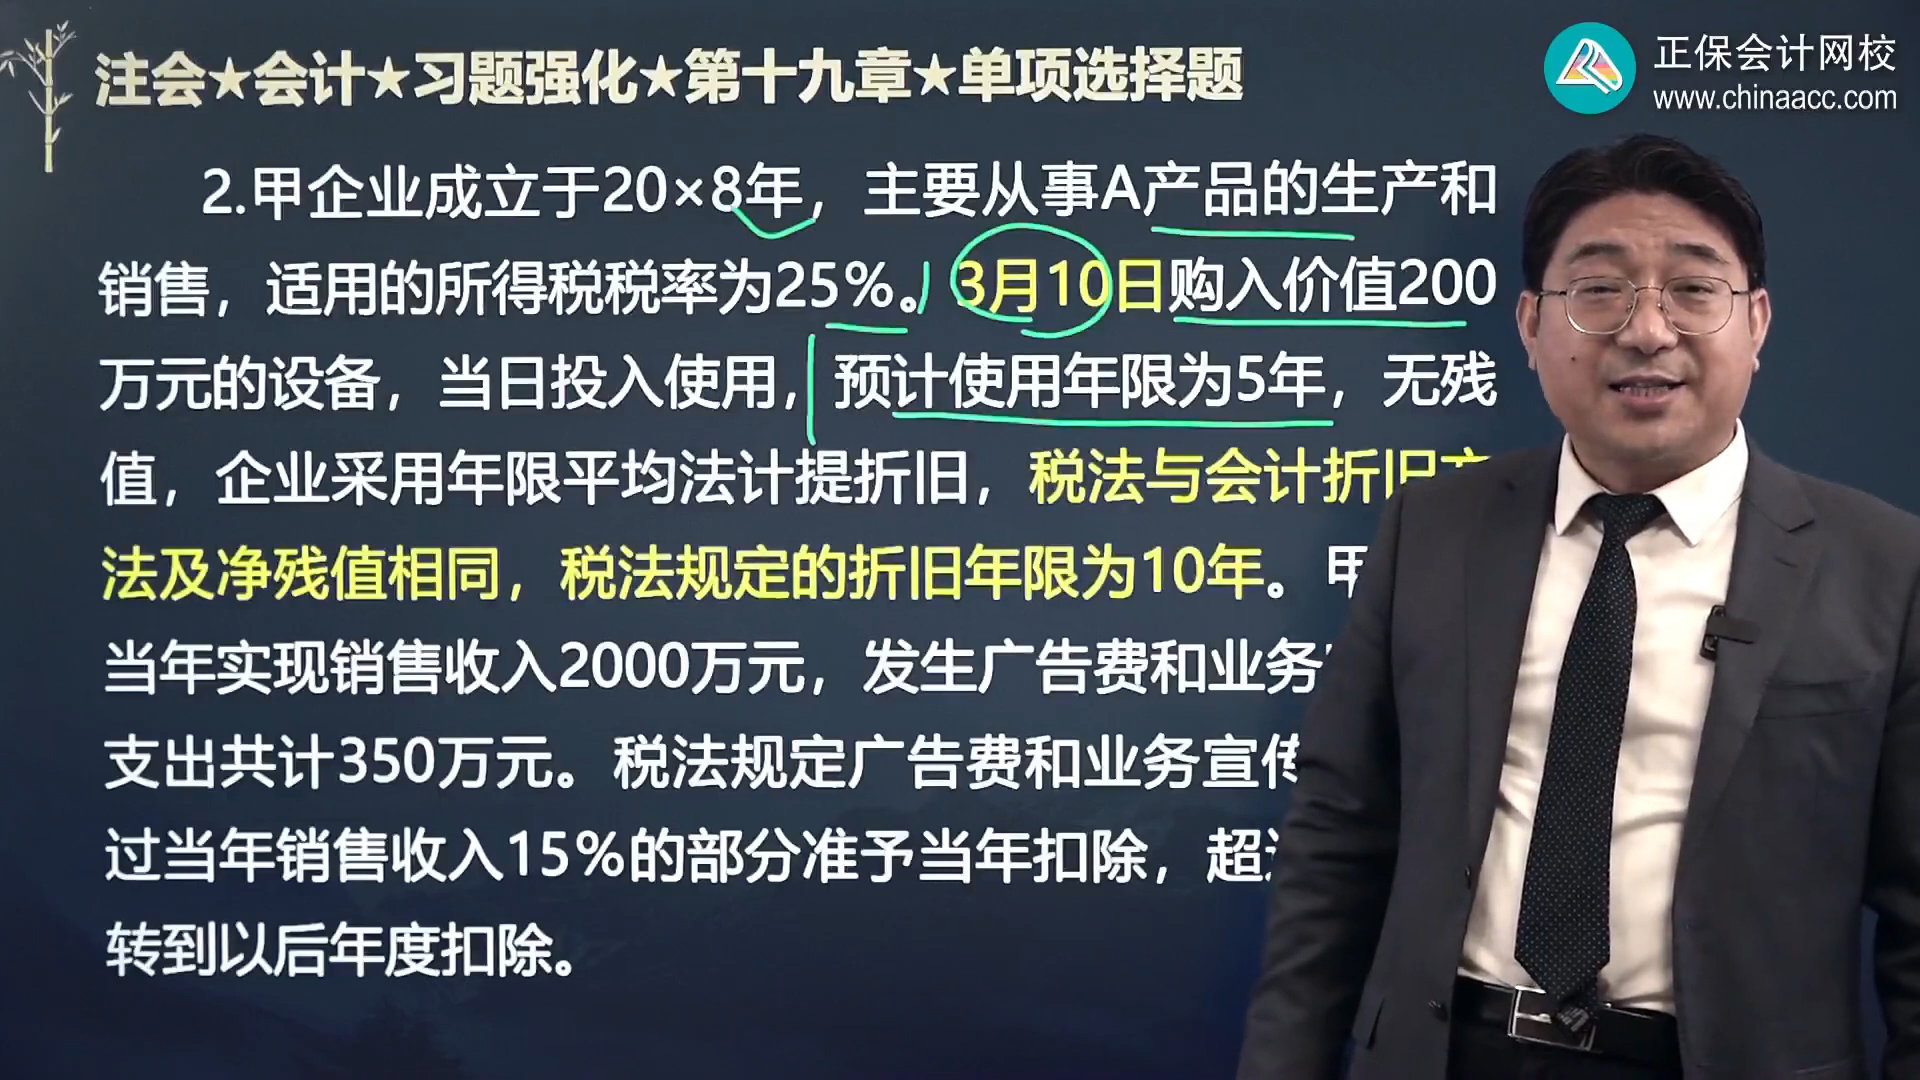 注会★会计★习题强化★第十九章★单项选择题
正保会计网校
www.chinaacc.com
2.甲企业成立于20×8年，主要从事A产品的生产和
销售，适用的所得税税率为25%。3月10日购入价值200
万元的设备，当日投入使用，预计使用年限为5年，无残
值，企业采用年限平均法计提折旧，税法与会计折旧
法及净残值相同，税法规定的折旧年限为10年。甲
当年实现销售收入2000万元，发生广告费和业务
支出共计350万元。税法规定广告费和业务宣传
过当年销售收入15%的部分准予当年扣除，超
转到以后年度扣除。